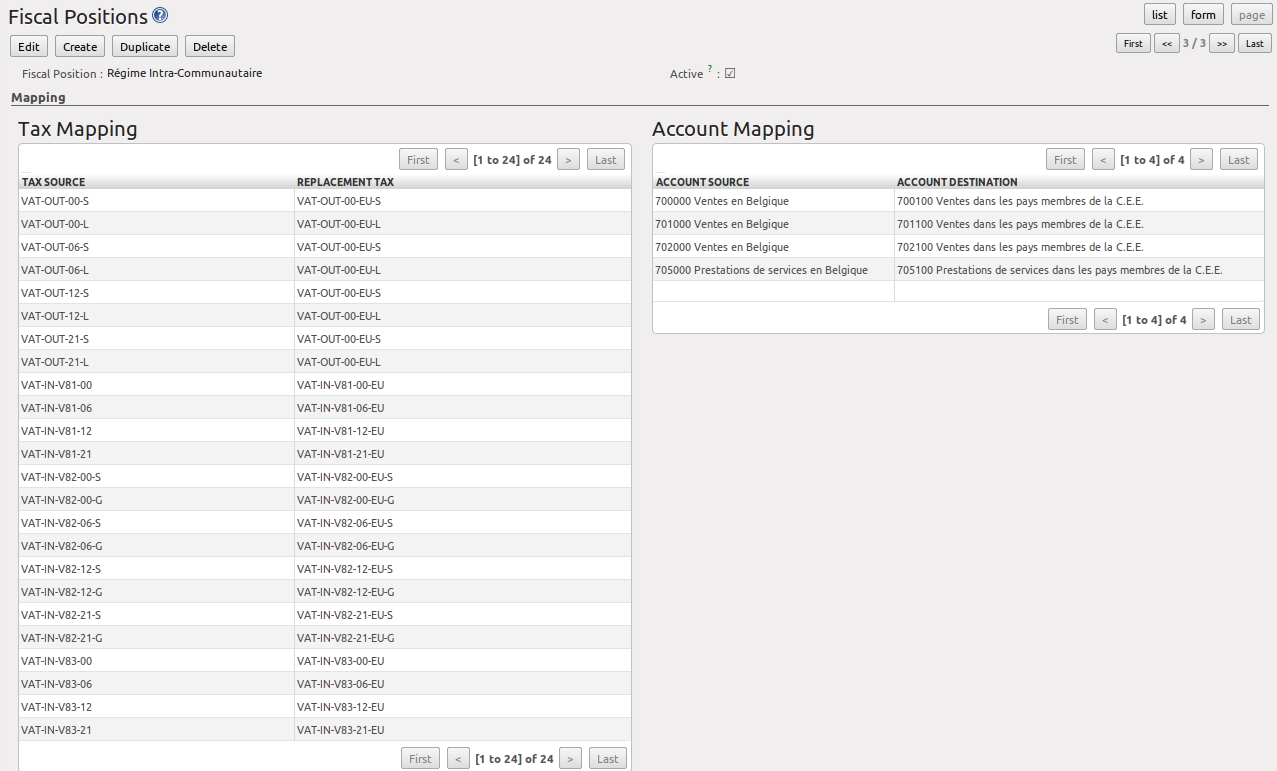 Fiscal Positions ?
list form page
Edit Create Duplicate Delete
First << 3 / 3 >> Last
Fiscal Position : Régime Intra-Communautaire
Active ? :
Mapping
Tax Mapping
First < [1 to 24] of 24 > Last
TAX SOURCE REPLACEMENT TAX
VAT-OUT-00-S VAT-OUT-00-EU-S
VAT-OUT-00-L VAT-OUT-00-EU-L
VAT-OUT-06-S VAT-OUT-00-EU-S
VAT-OUT-06-L VAT-OUT-00-EU-L
VAT-OUT-12-S VAT-OUT-00-EU-S
VAT-OUT-12-L VAT-OUT-00-EU-L
VAT-OUT-21-S VAT-OUT-00-EU-S
VAT-OUT-21-L VAT-OUT-00-EU-L
VAT-IN-V81-00 VAT-IN-V81-00-EU
VAT-IN-V81-06 VAT-IN-V81-06-EU
VAT-IN-V81-12 VAT-IN-V81-12-EU
VAT-IN-V81-21 VAT-IN-V81-21-EU
VAT-IN-V82-00-S VAT-IN-V82-00-EU-S
VAT-IN-V82-00-G VAT-IN-V82-00-EU-G
VAT-IN-V82-06-S VAT-IN-V82-06-EU-S
VAT-IN-V82-06-G VAT-IN-V82-06-EU-G
VAT-IN-V82-12-S VAT-IN-V82-12-EU-S
VAT-IN-V82-12-G VAT-IN-V82-12-EU-G
VAT-IN-V82-21-S VAT-IN-V82-21-EU-S
VAT-IN-V82-21-G VAT-IN-V82-21-EU-G
VAT-IN-V83-00 VAT-IN-V83-00-EU
VAT-IN-V83-06 VAT-IN-V83-06-EU
VAT-IN-V83-12 VAT-IN-V83-12-EU
VAT-IN-V83-21 VAT-IN-V83-21-EU
First < [1 to 24] of 24 > Last
Account Mapping
First < [1 to 4] of 4 > Last
ACCOUNT SOURCE ACCOUNT DESTINATION
700000 Ventes en Belgique 700100 Ventes dans les pays membres de la C.E.E.
701000 Ventes en Belgique 701100 Ventes dans les pays membres de la C.E.E.
702000 Ventes en Belgique 702100 Ventes dans les pays membres de la C.E.E.
705000 Prestations de services en Belgique 705100 Prestations de services dans les pays membres de la C.E.E.
First < [1 to 4] of 4 > Last